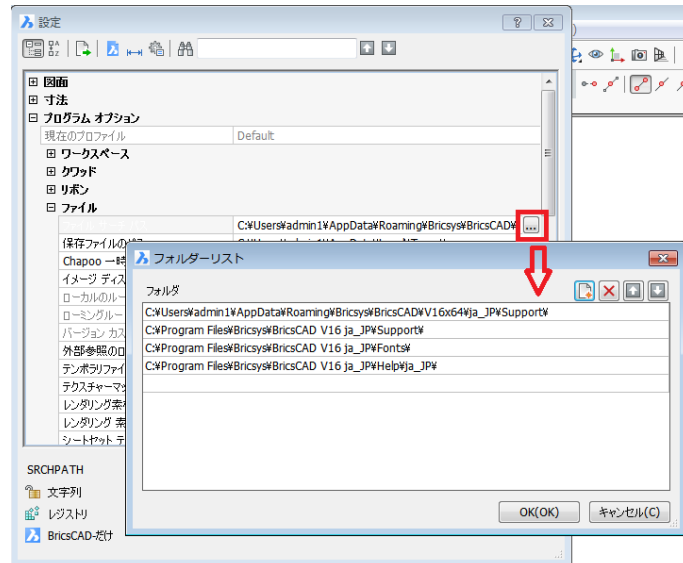 設定
図面
寸法
プログラム オプション
現在のプロファイル Default
ワークスペース
クワッド
リボン
ファイル
C:¥Users¥admin1¥AppData¥Roaming¥Bricsys¥BricsCAD¥ ...
保存ファイルの
Chapoo 一時
イメージ ディス
ローカルのルー
ローミングルー
バージョン カス
外部参照のロ
テンポラリファイ
テクスチャーマッ
レンダリング素材
レンダリング 素
シートセット テ
フォルダーリスト
フォルダ
C:¥Users¥admin1¥AppData¥Roaming¥Bricsys¥BricsCAD¥V16x64¥ja_JP¥Support¥
C:¥Program Files¥Bricsys¥BricsCAD V16 ja_JP¥Support¥
C:¥Program Files¥Bricsys¥BricsCAD V16 ja_JP¥Fonts¥
C:¥Program Files¥Bricsys¥BricsCAD V16 ja_JP¥Help¥ja_JP¥
OK(OK) キャンセル(C)
SRCHPATH
文字列
レジストリ
BricsCAD-だけ